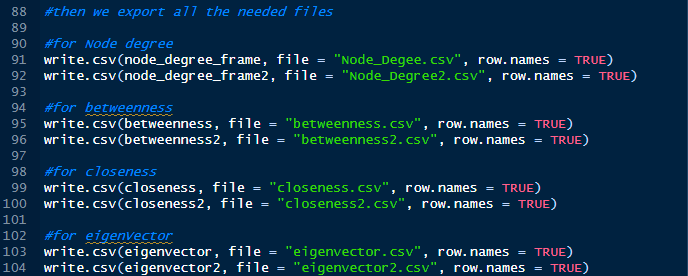 88 #then we export all the needed files
89
90 #for Node degree
91 write.csv(node_degree_frame, file = "Node_Degee.csv", row.names = TRUE)
92 write.csv(node_degree_frame2, file = "Node_Degree2.csv", row.names = TRUE)
93
94 #for betweenness
95 write.csv(betweenness, file = "betweenness.csv", row.names = TRUE)
96 write.csv(betweenness2, file = "betweenness2.csv", row.names = TRUE)
97
98 #for closeness
99 write.csv(closeness, file = "closeness.csv", row.names = TRUE)
100 write.csv(closeness2, file = "closeness2.csv", row.names = TRUE)
101
102 #for eigenvector
103 write.csv(eigenvector, file = "eigenvector.csv", row.names = TRUE)
104 write.csv(eigenvector2, file = "eigenvector2.csv", row.names = TRUE)